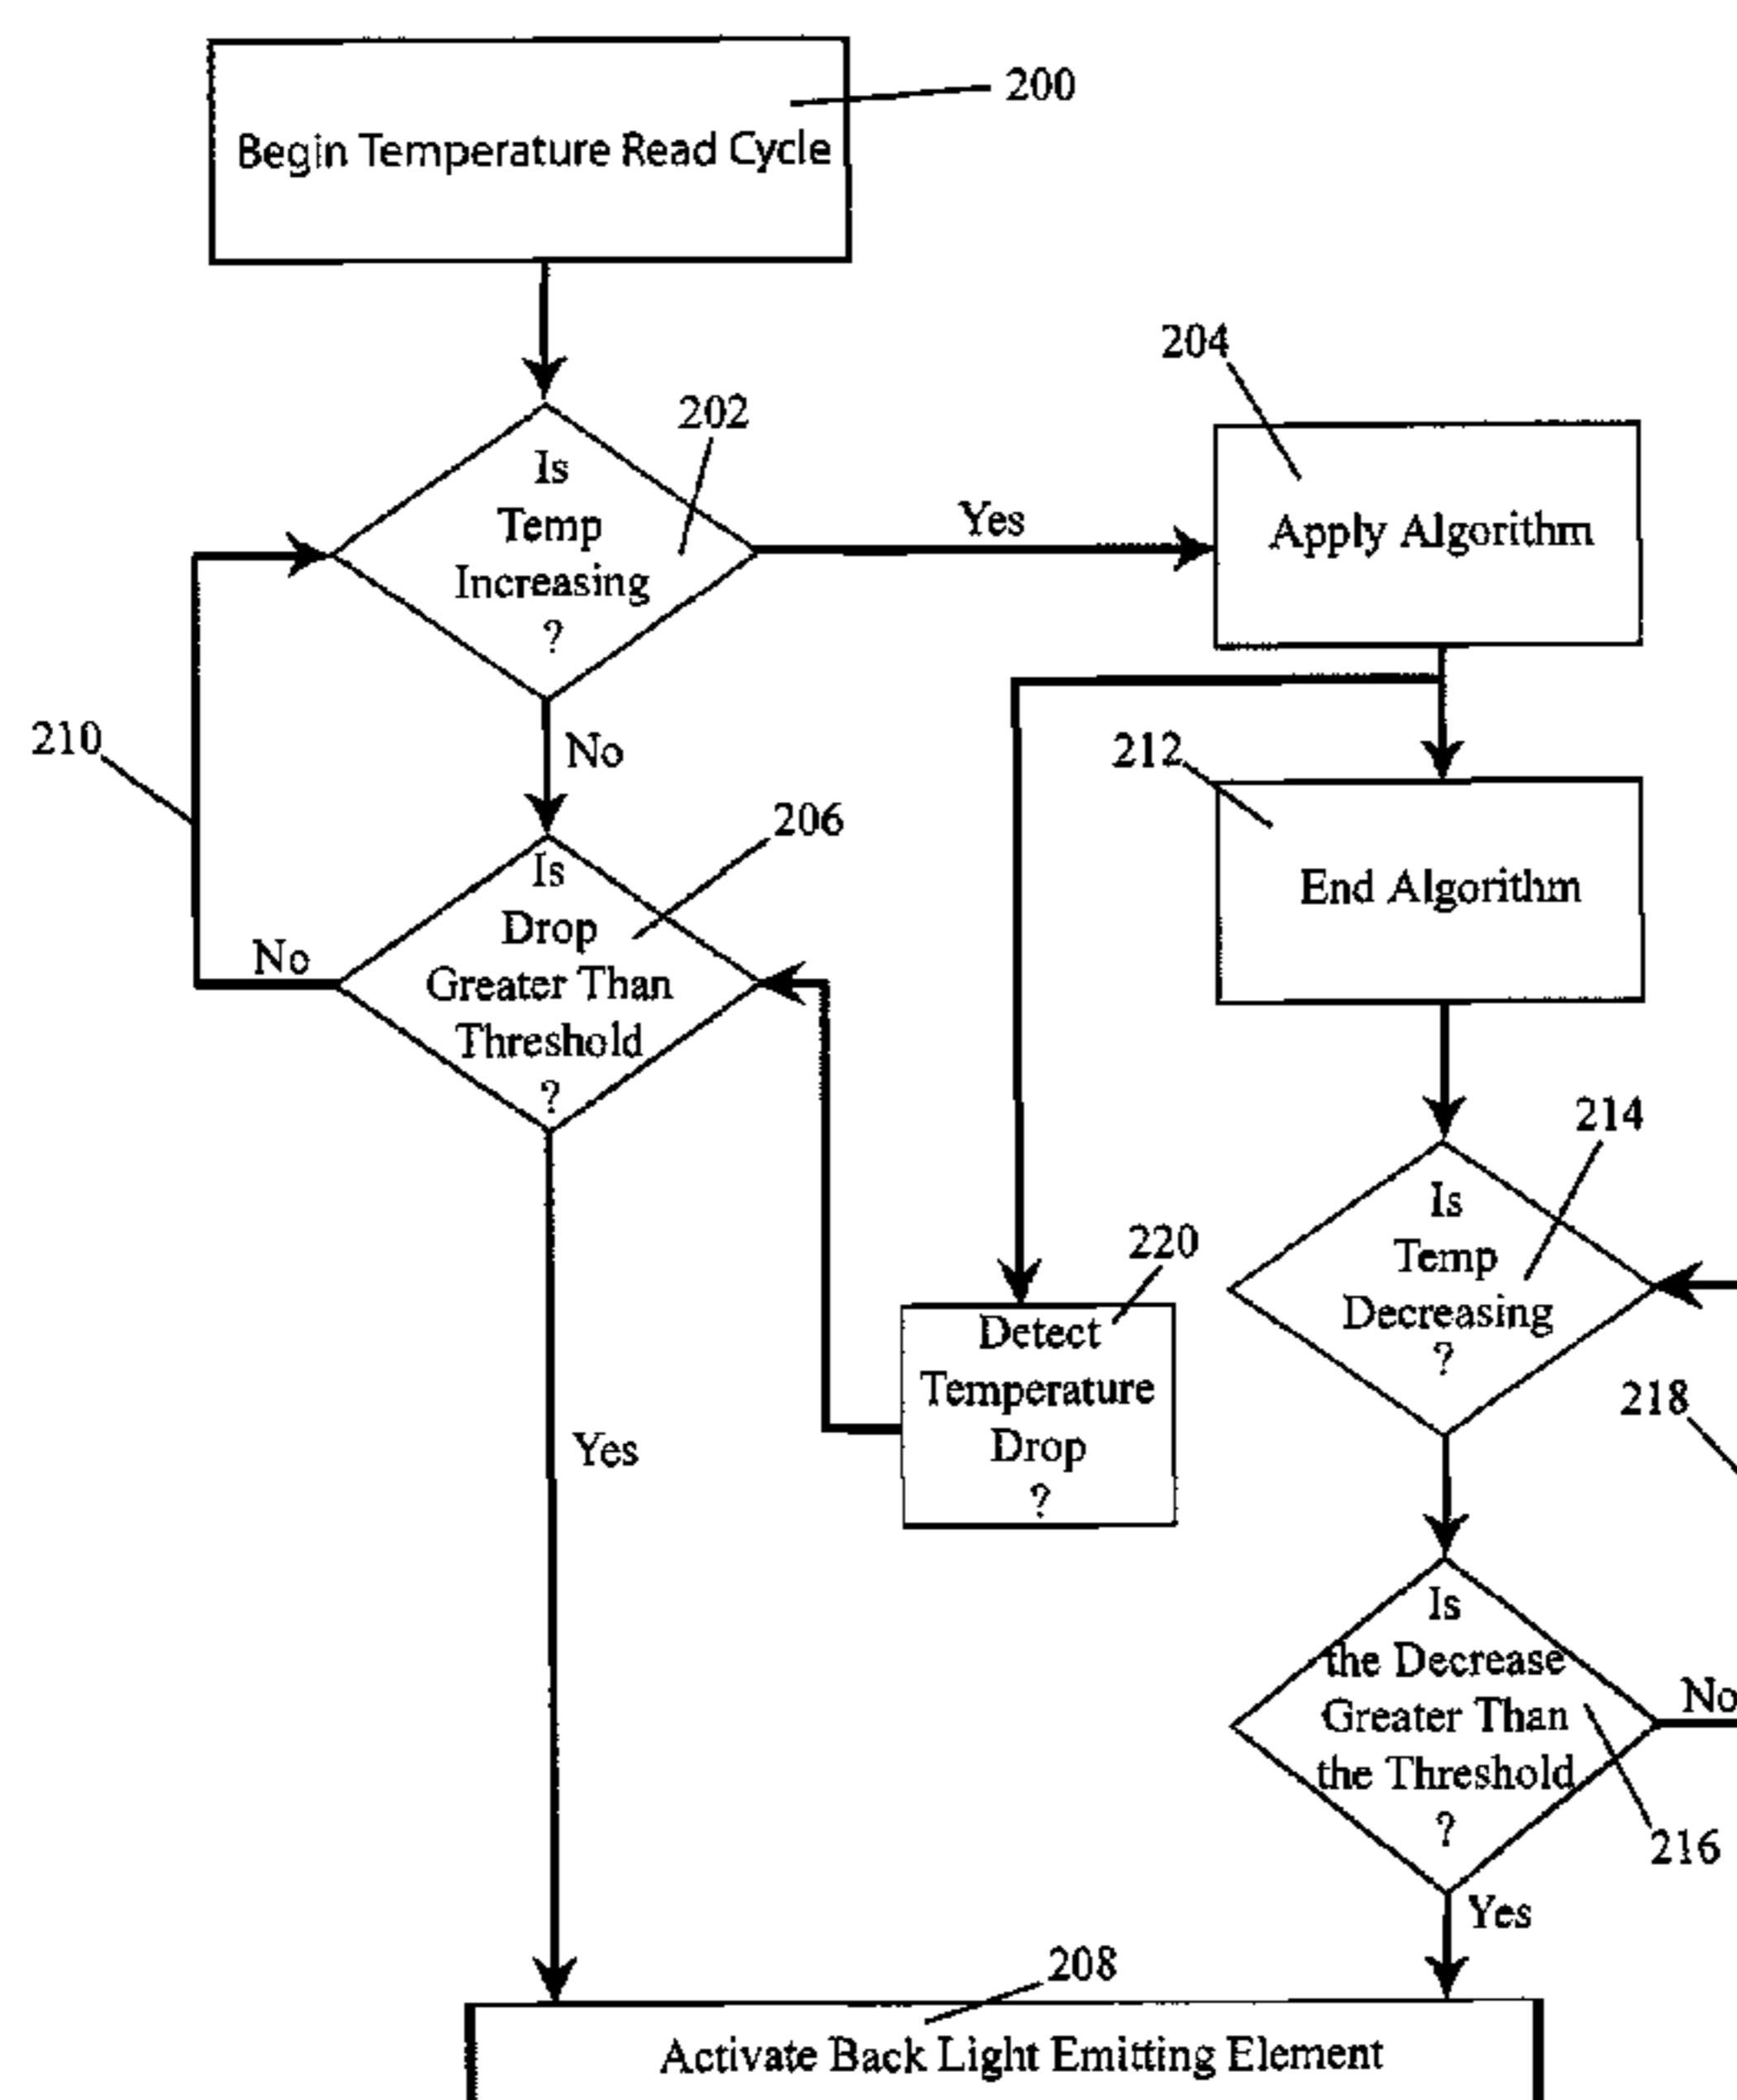 200
Begin Temperature Read Cycle
204
202
Is
Temp
Increasing
?
Yes
Apply Algorithm
210
No
212
206
Is
Drop
Greater Than
Threshold
?
No
End Algorithm
214
Is
Temp
Decreasing
?
220
Detect
Temperature
Drop
?
218
Yes
Is
the Decrease
Greater Than
the Threshold
?
No
216
Yes
208
Activate Back Light Emitting Element